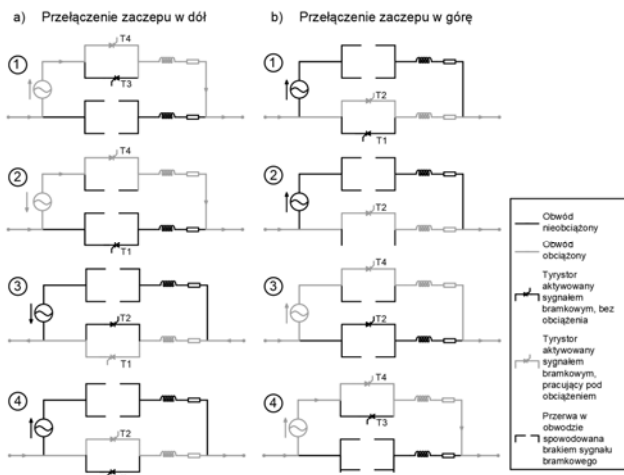 a) Przełączenie zaczepu w dół
1
T4
T3
2
T4
T1
3
T2
T1
4
T2
b) Przełączenie zaczepu w górę
1
T2
T1
2
T2
3
T4
T2
4
T4
T3
Obwód
nieobciążony
Obwód
obciążony
Tyrystor
aktywowany
sygnałem
bramkowym, bez
obciążenia
Tyrystor
aktywowany
sygnałem
bramkowym,
pracujący pod
obciążeniem
Przerwa w
obwodzie
spowodowana
brakiem sygnału
bramkowego